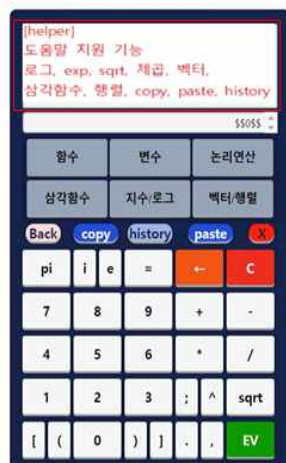 [helper]
도움말 지원 기능
로그, exp, sqrt, 제곱, 벡터,
삼각함수, 행렬, copy, paste, history
$$0$$
함수 변수 논리연산
삼각함수 지수/로그 벡터/행렬
Back copy history paste X
pi i e = ← C
7 8 9 + -
4 5 6 * /
1 2 3 ; ^ sqrt
[ ( 0 ) ] . , EV